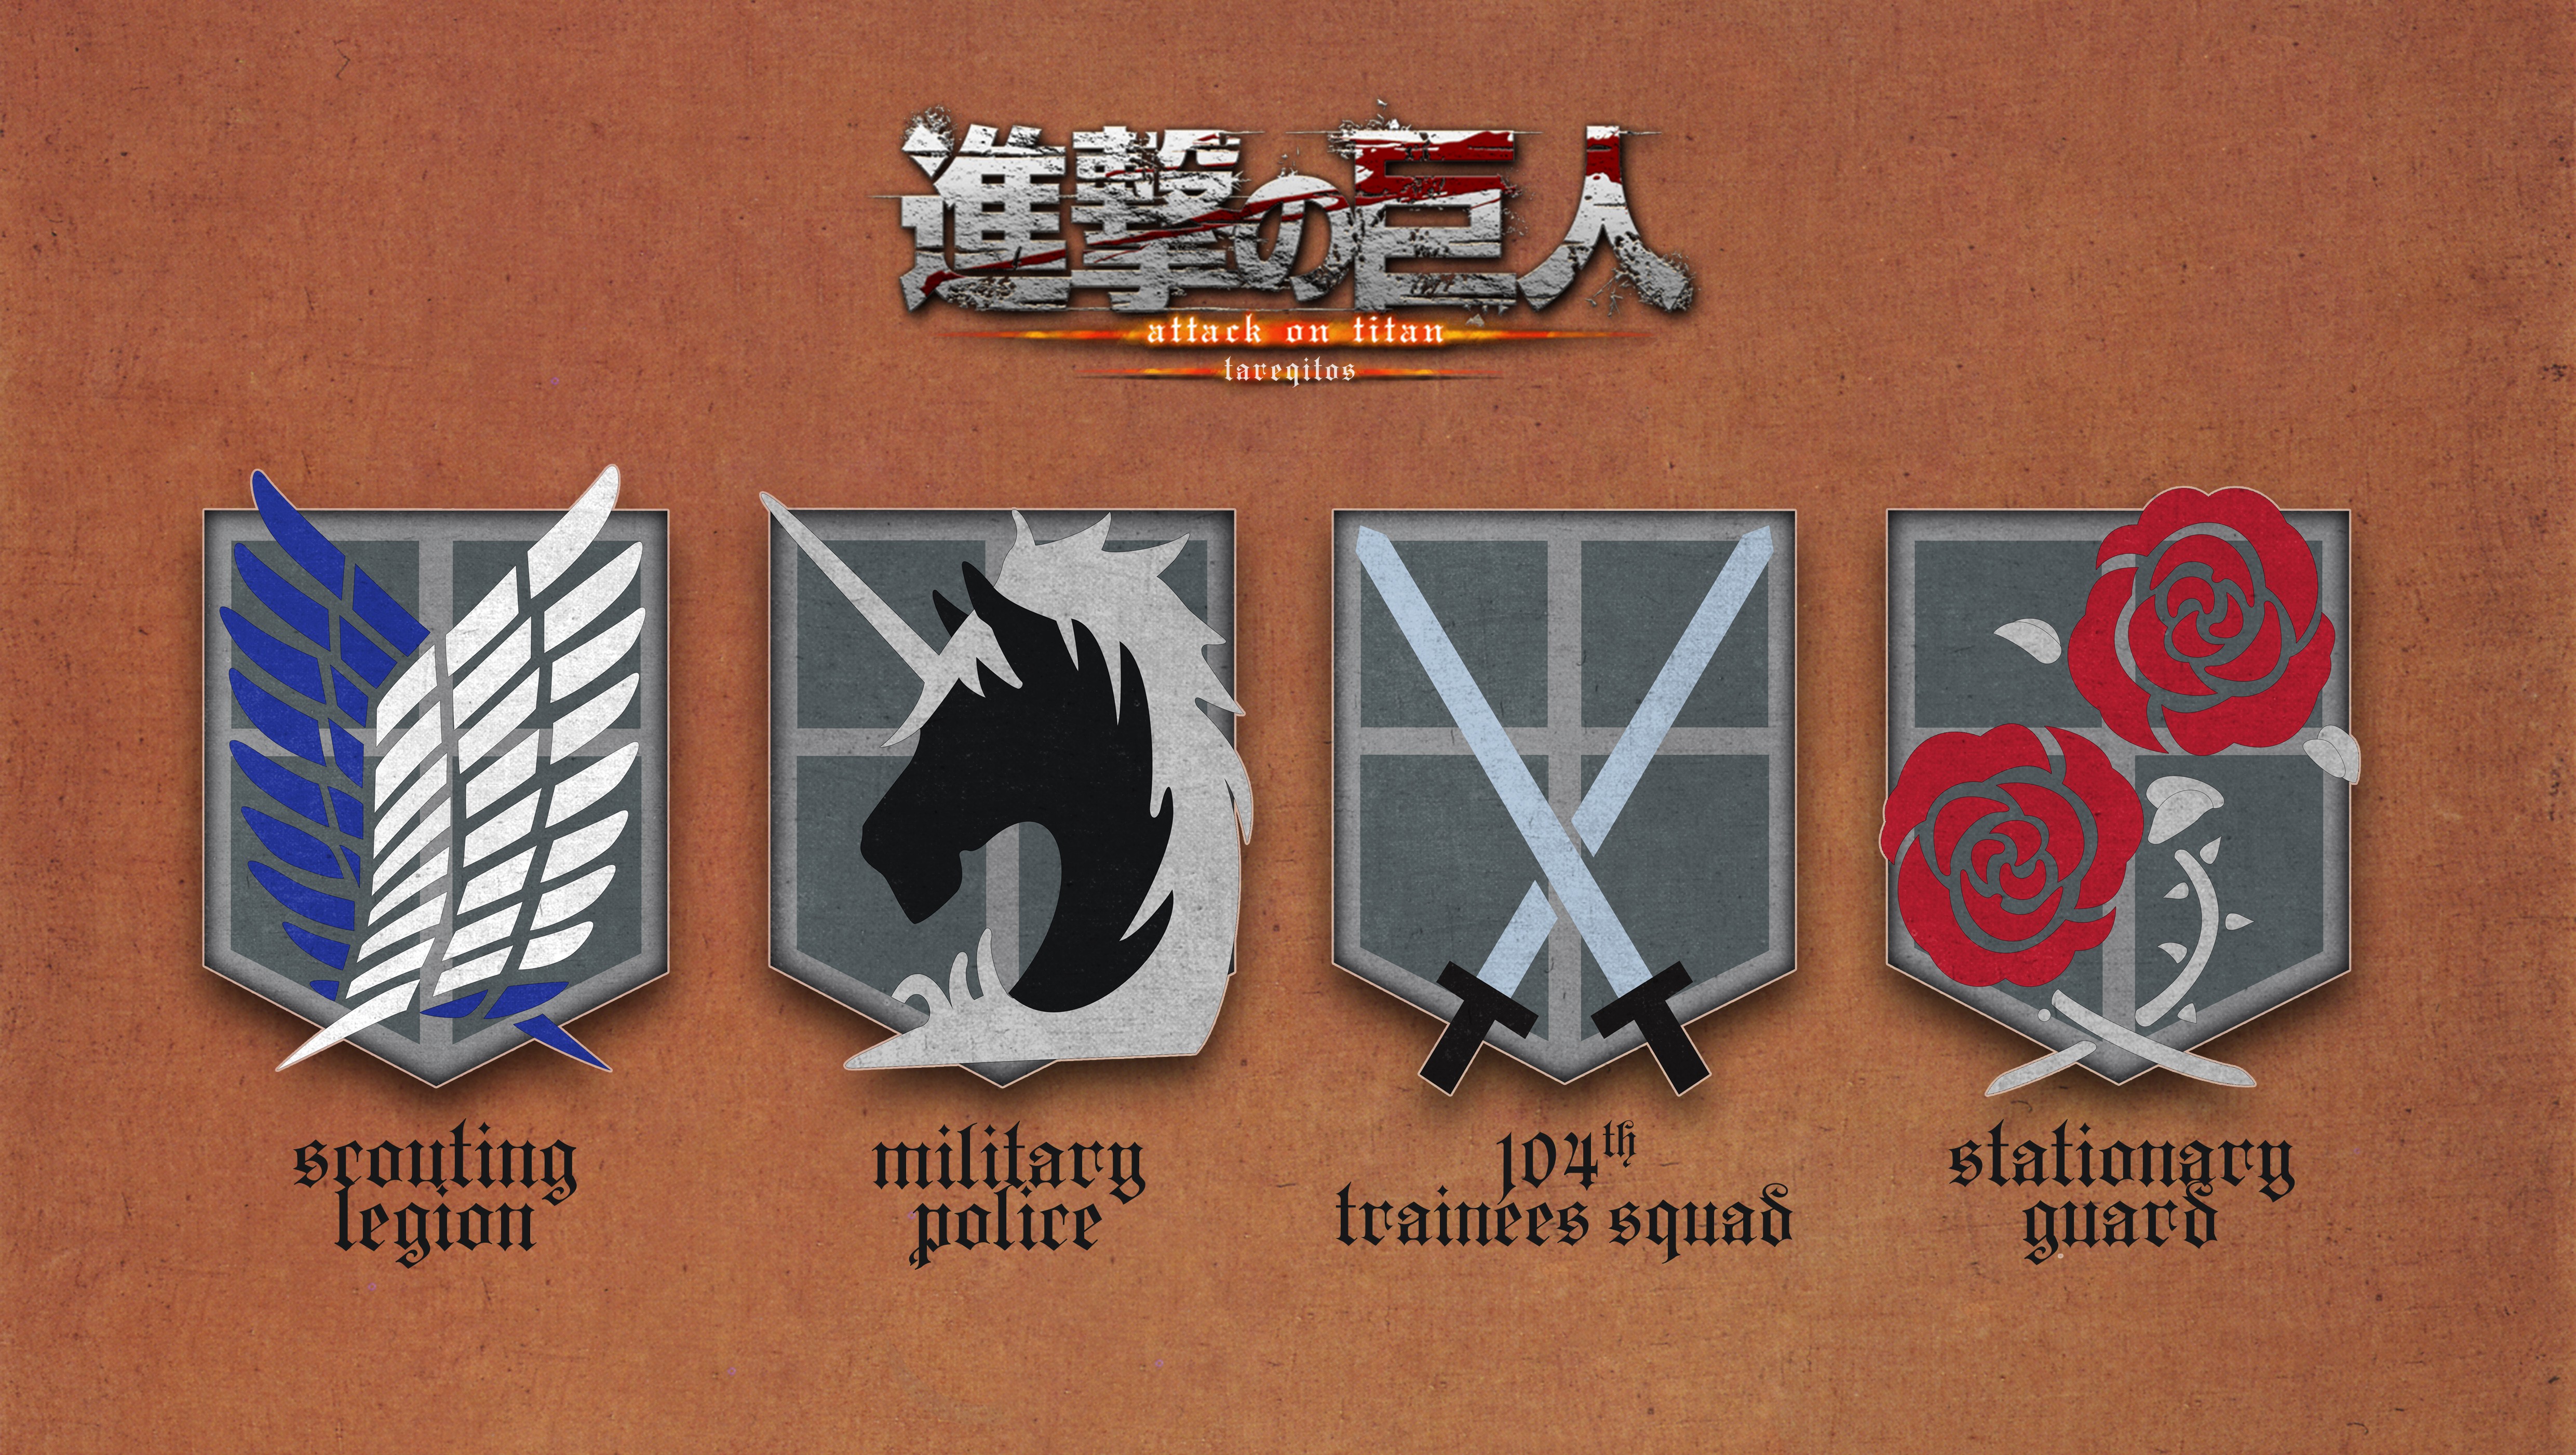 進撃の巨人
attack on titan
tareqitos
scouting
legion
military
police
104th
trainees squad
stationary
guard